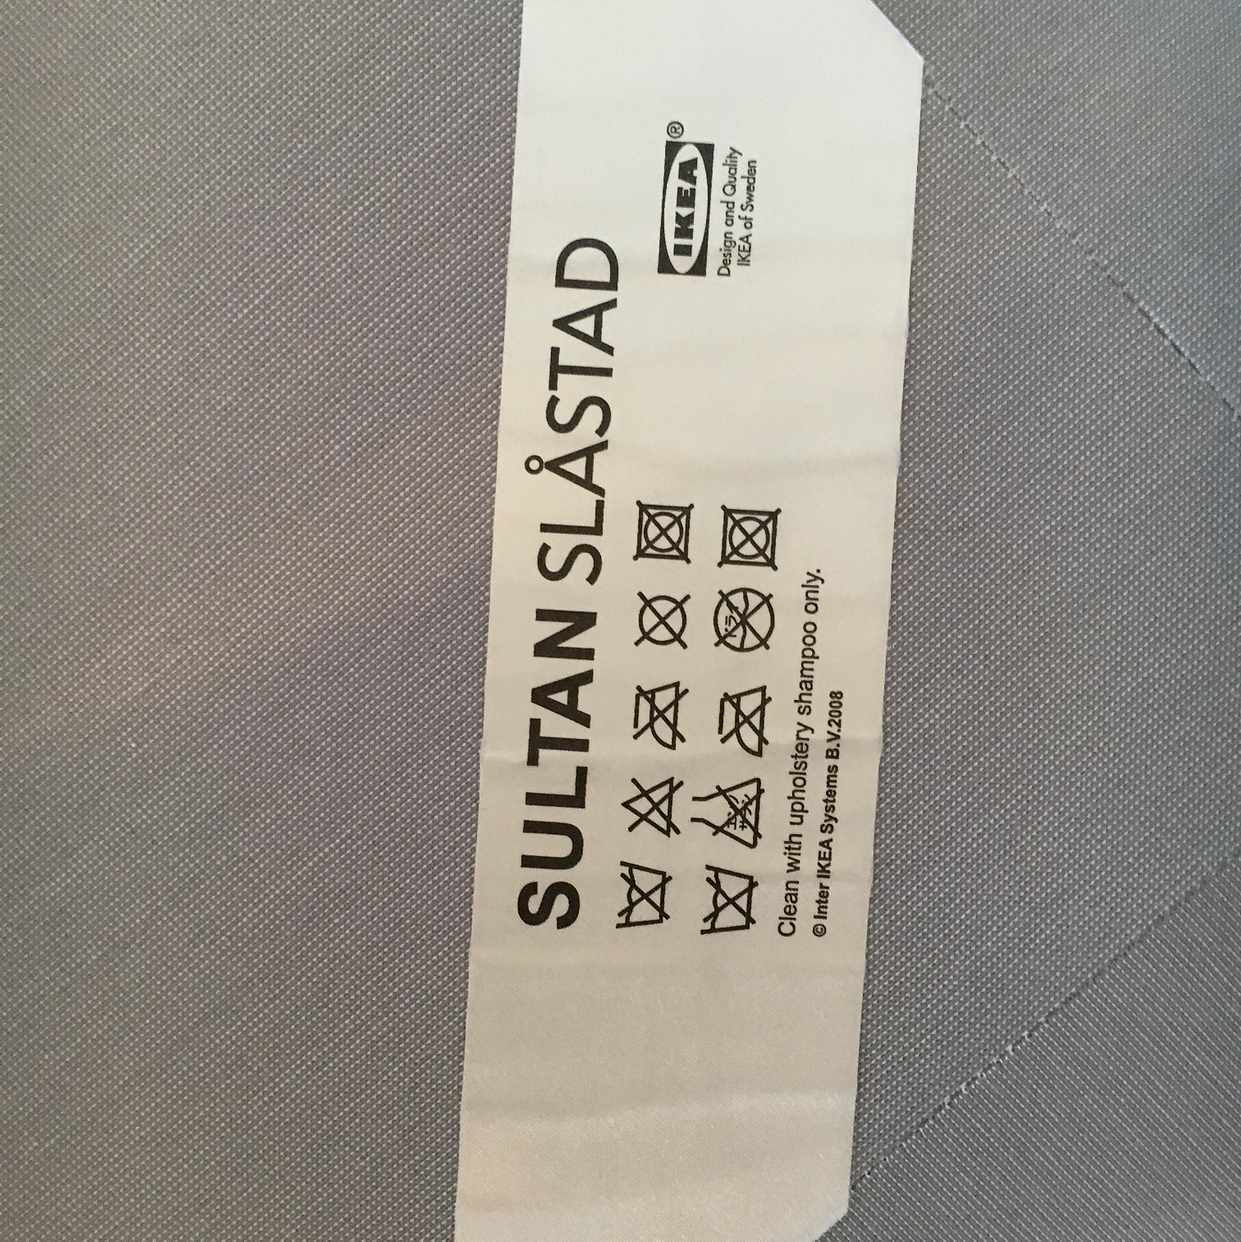 SULTAN SLÅSTAD
Clean with upholstery shampoo only.
© Inter IKEA Systems B.V.2008
IKEA®
Design and Quality
IKEA of Sweden